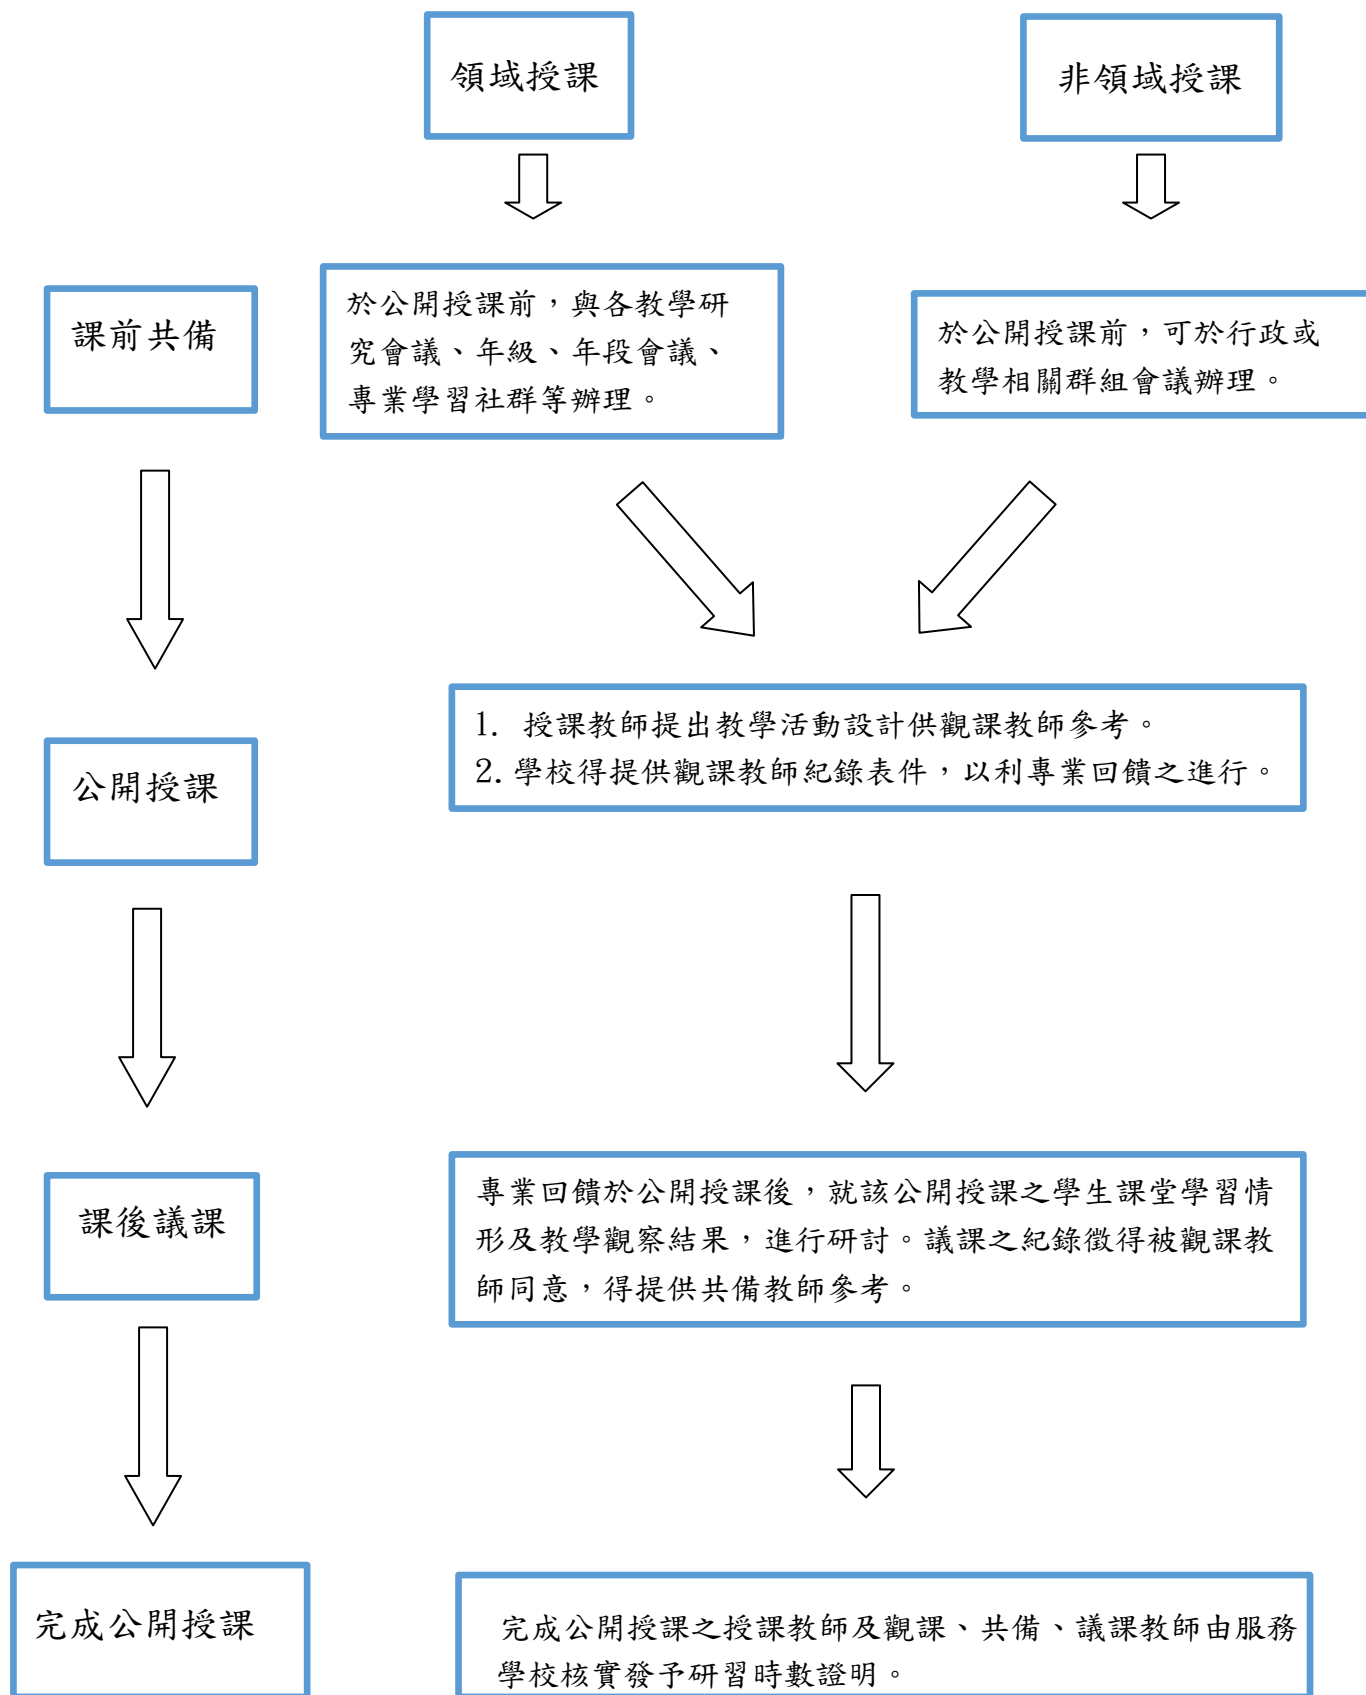 領域授課
非領域授課
課前共備
於公開授課前，與各教學研
究會議、年級、年段會議、
專業學習社群等辦理。
於公開授課前，可於行政或
教學相關群組會議辦理。
公開授課
1. 授課教師提出教學活動設計供觀課教師參考。
2. 學校得提供觀課教師紀錄表件，以利專業回饋之進行。
課後議課
專業回饋於公開授課後，就該公開授課之學生課堂學習情
形及教學觀察結果，進行研討。議課之紀錄徵得被觀課教
師同意，得提供共備教師參考。
完成公開授課
完成公開授課之授課教師及觀課、共備、議課教師由服務
學校核實發予研習時數證明。